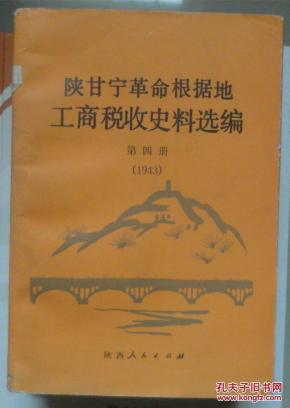 陕甘宁革命根据地
工商税收史料选编
第四册
(1943)
陕西人民出版社
孔夫子旧书网